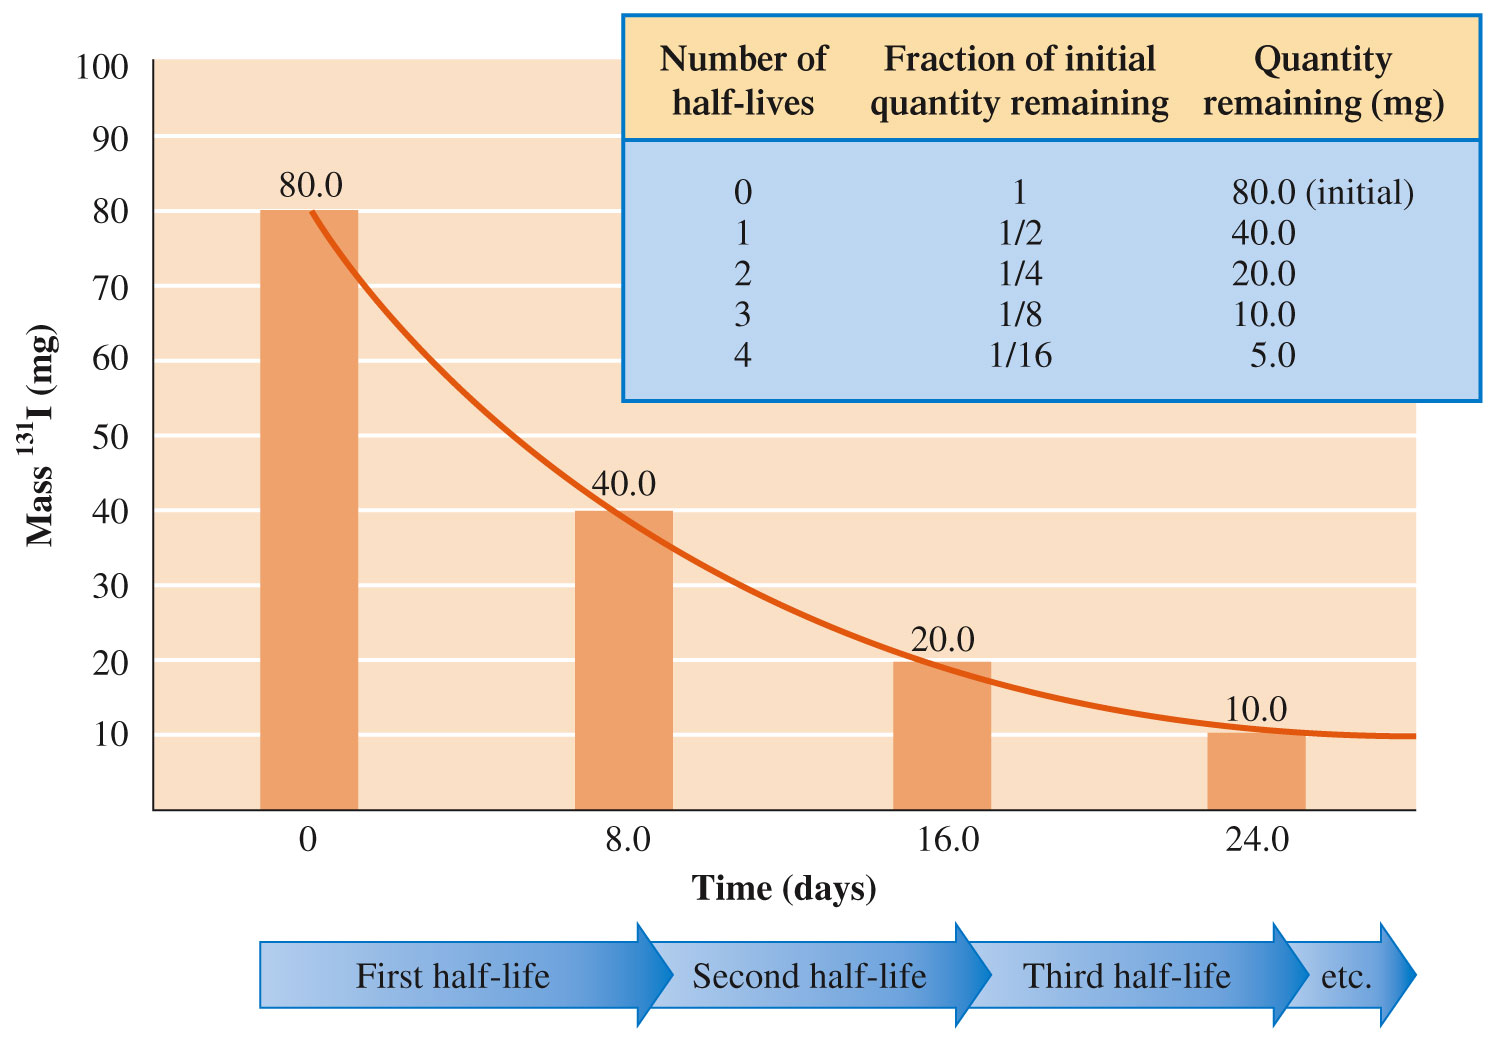 Number of half-lives Fraction of initial quantity remaining Quantity remaining (mg)
0 1 80.0 (initial)
1 1/2 40.0
2 1/4 20.0
3 1/8 10.0
4 1/16 5.0
Mass ¹³¹I (mg)
100
90
80
70
60
50
40
30
20
10
80.0
40.0
20.0
10.0
0 8.0 16.0 24.0
Time (days)
First half-life Second half-life Third half-life etc.